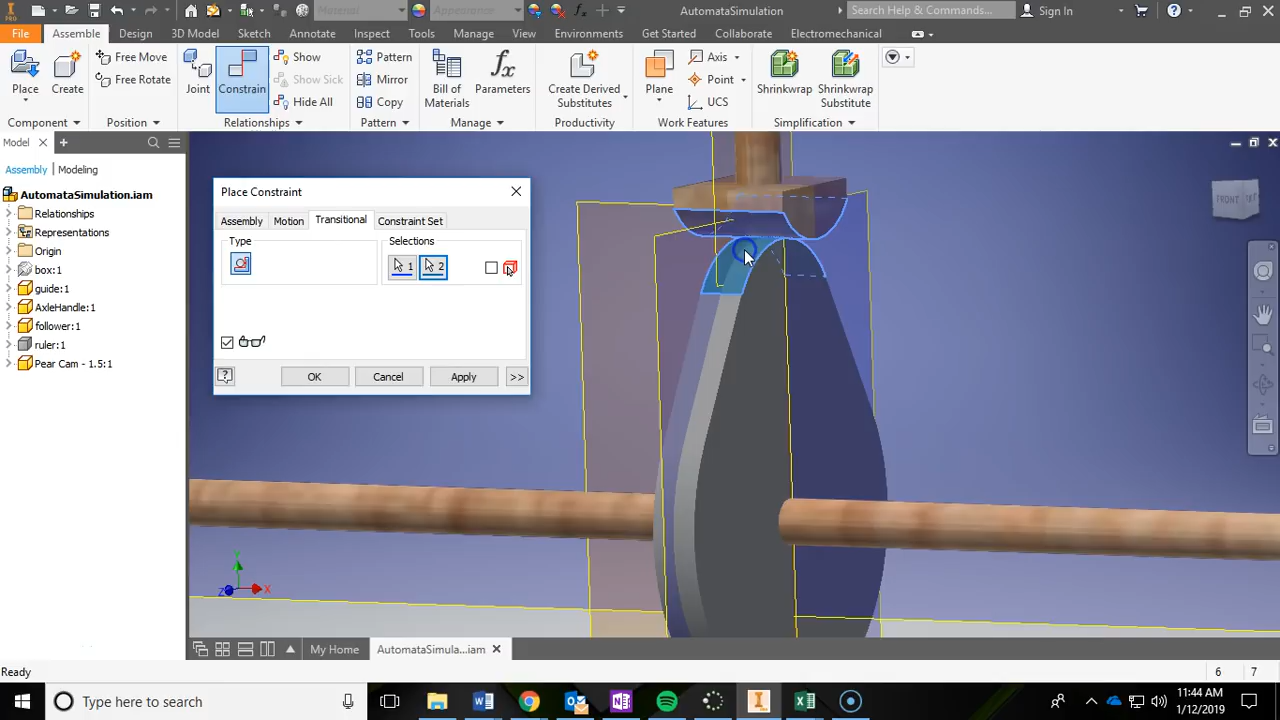 PRO
Material
Appearance
AutomataSimulation
Search Help & Commands...
Sign In
File
Assemble
Design
3D Model
Sketch
Annotate
Inspect
Tools
Manage
View
Environments
Get Started
Collaborate
Electromechanical
Place
Create
Free Move
Free Rotate
Joint
Constrain
Show
Show Sick
Hide All
Pattern
Mirror
Copy
Bill of
Materials
Parameters
Create Derived
Substitutes
Plane
Axis
Point
UCS
Shrinkwrap
Shrinkwrap
Substitute
Component
Position
Relationships
Pattern
Manage
Productivity
Work Features
Simplification
Model
Assembly
Modeling
AutomataSimulation.iam
Relationships
Representations
Origin
box:1
guide:1
AxleHandle:1
follower:1
ruler:1
Pear Cam - 1.5:1
Place Constraint
Assembly
Motion
Transitional
Constraint Set
Type
Selections
1
2
OK
Cancel
Apply
>>
FRONT
Y
Z
X
My Home
AutomataSimula...iam
Ready
6
7
Type here to search
11:44 AM
1/12/2019